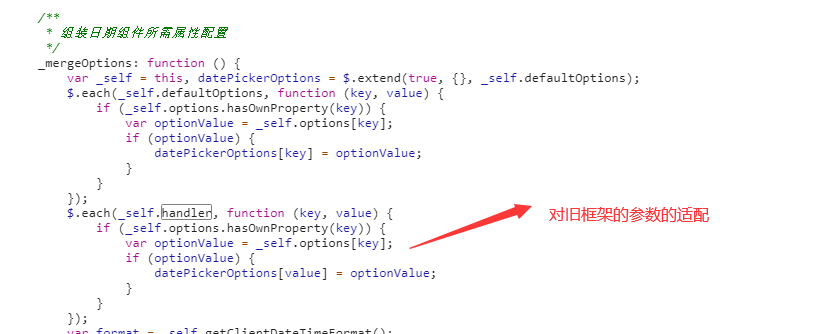 /**
 * 组装日期组件所需属性配置
 */
_mergeOptions: function () {
    var _self = this, datePickerOptions = $.extend(true, {}, _self.defaultOptions);
    $.each(_self.defaultOptions, function (key, value) {
        if (_self.options.hasOwnProperty(key)) {
            var optionValue = _self.options[key];
            if (optionValue) {
                datePickerOptions[key] = optionValue;
            }
        }
    });
    $.each(_self.handler, function (key, value) {
        if (_self.options.hasOwnProperty(key)) {
            var optionValue = _self.options[key];
            if (optionValue) {
                datePickerOptions[value] = optionValue;
            }
        }
    });
    var format = _self.getClientDateTimeFormat();
对旧框架的参数的适配